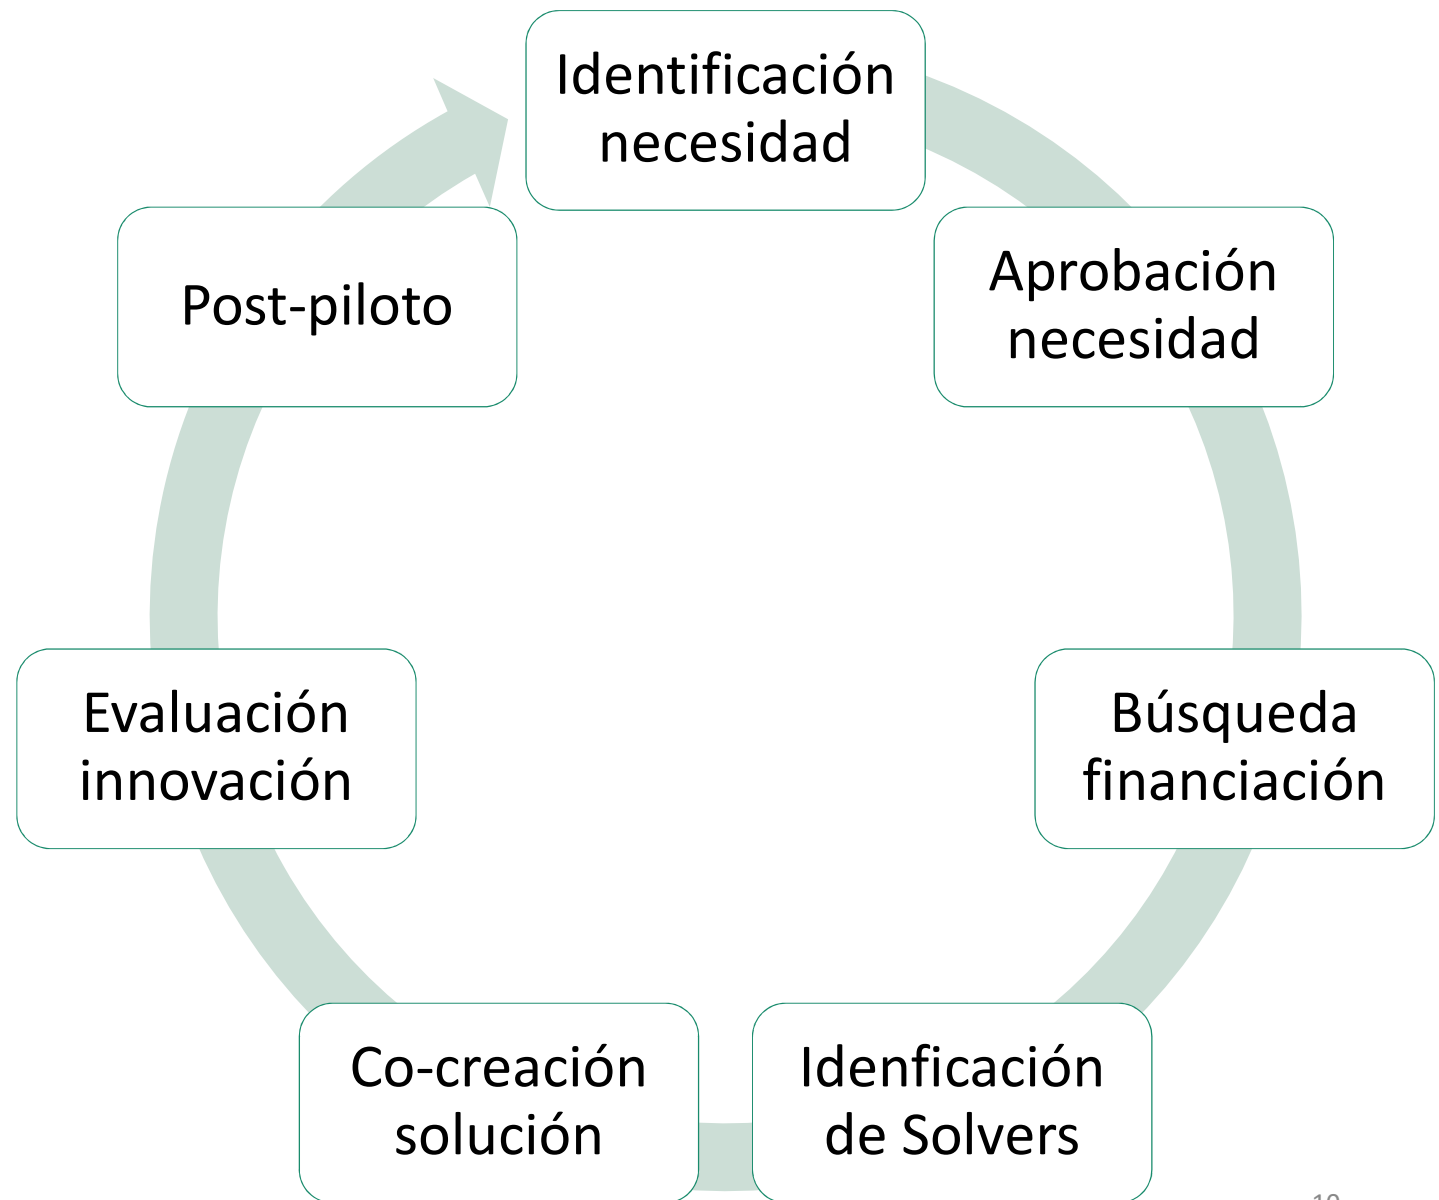 Identificación
necesidad
Aprobación
necesidad
Búsqueda
financiación
Idenficación
de Solvers
Co-creación
solución
Evaluación
innovación
Post-piloto